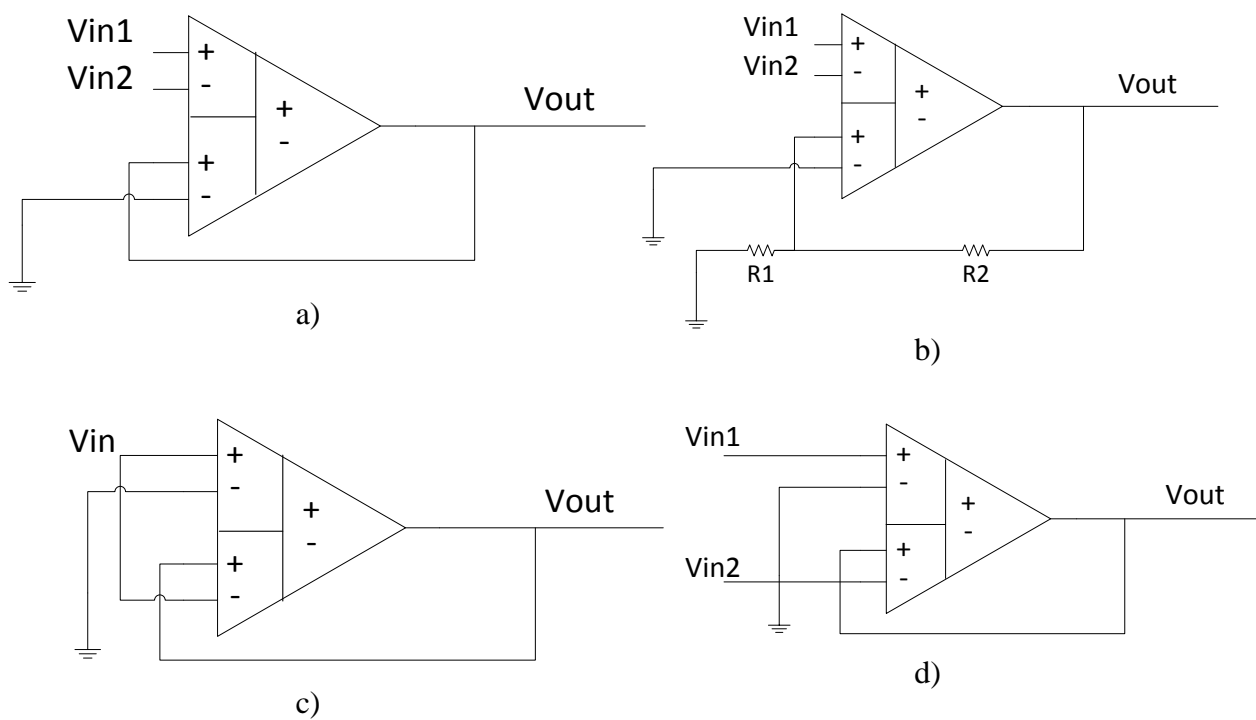 Vin1
Vin2
+
-
+
-
+
-
Vout
a)
Vin1
Vin2
+
-
+
-
+
-
Vout
R1
R2
b)
Vin
+
-
+
-
+
-
Vout
c)
Vin1
Vin2
+
-
+
-
+
-
Vout
d)